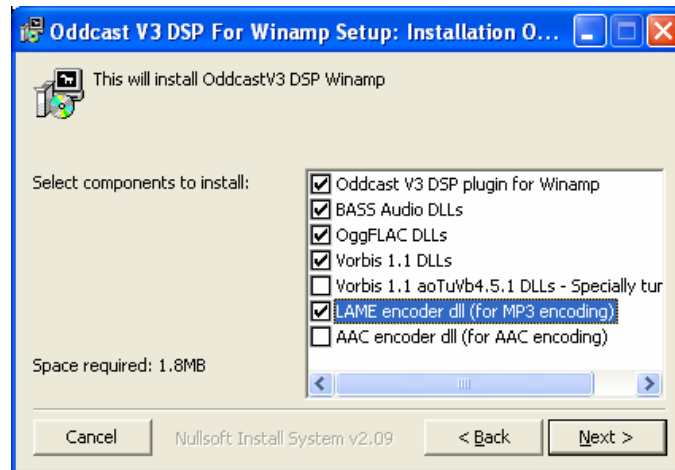 Oddcast V3 DSP For Winamp Setup: Installation O...
This will install OddcastV3 DSP Winamp
Select components to install:
Oddcast V3 DSP plugin for Winamp
BASS Audio DLLs
OggFLAC DLLs
Vorbis 1.1 DLLs
Vorbis 1.1 aoTuVb4.5.1 DLLs - Specially tur
LAME encoder dll (for MP3 encoding)
AAC encoder dll (for AAC encoding)
Space required: 1.8MB
Cancel
Nullsoft Install System v2.09
< Back
Next >